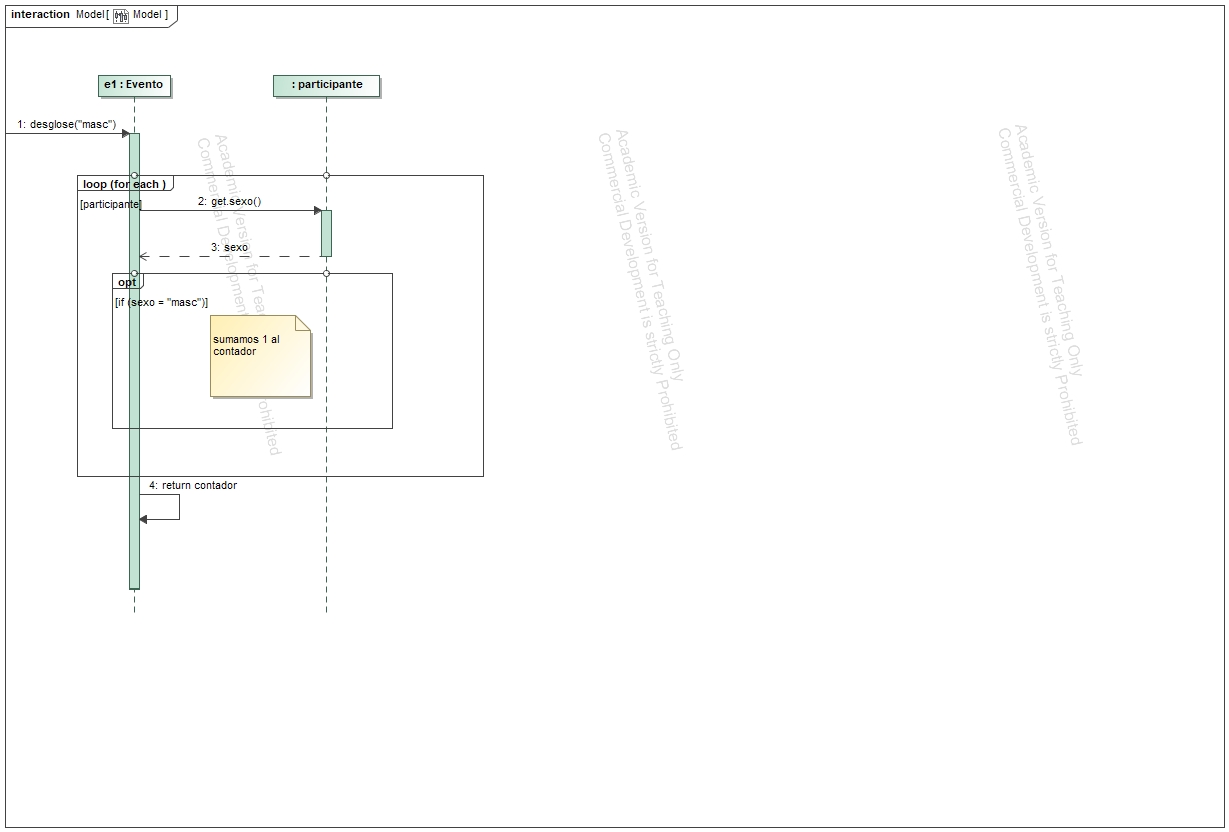 interaction Model[ Model ]
e1 : Evento
: participante
1: desglose("masc")
loop (for each )
[participante]
2: get.sexo()
3: sexo
opt
[if (sexo = "masc")]
sumamos 1 al
contador
4: return contador
Academic Version for Teaching Only
Commercial Development is strictly Prohibited
Academic Version for Teaching Only
Commercial Development is strictly Prohibited
Academic Version for Teaching Only
Commercial Development is strictly Prohibited